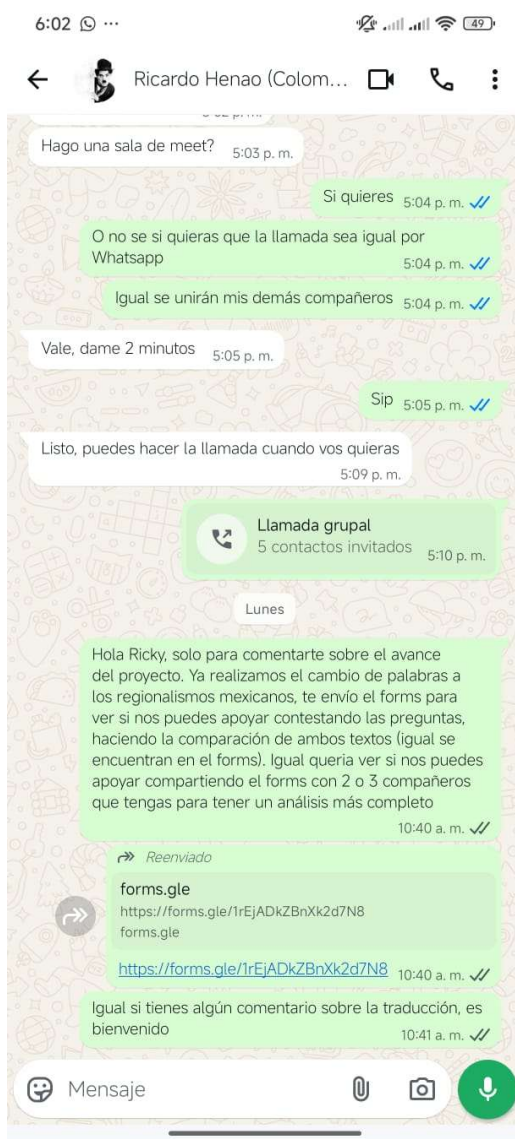 6:02
49
Ricardo Henao (Colom...
Hago una sala de meet?
5:03 p. m.
Si quieres 5:04 p. m.
O no se si quieras que la llamada sea igual por
Whatsapp
5:04 p. m.
Igual se unirán mis demás compañeros 5:04 p. m.
Vale, dame 2 minutos 5:05 p. m.
Sip 5:05 p. m.
Listo, puedes hacer la llamada cuando vos quieras
5:09 p. m.
Llamada grupal
5 contactos invitados 5:10 p. m.
Lunes
Hola Ricky, solo para comentarte sobre el avance
del proyecto. Ya realizamos el cambio de palabras a
los regionalismos mexicanos, te envío el forms para
ver si nos puedes apoyar contestando las preguntas,
haciendo la comparación de ambos textos (igual se
encuentran en el forms). Igual queria ver si nos puedes
apoyar compartiendo el forms con 2 o 3 compañeros
que tengas para tener un análisis más completo
10:40 a. m.
Reenviado
forms.gle
https://forms.gle/1rEjADkZBnXk2d7N8
forms.gle
https://forms.gle/1rEjADkZBnXk2d7N8 10:40 a. m.
Igual si tienes algún comentario sobre la traducción, es
bienvenido
10:41 a. m.
Mensaje